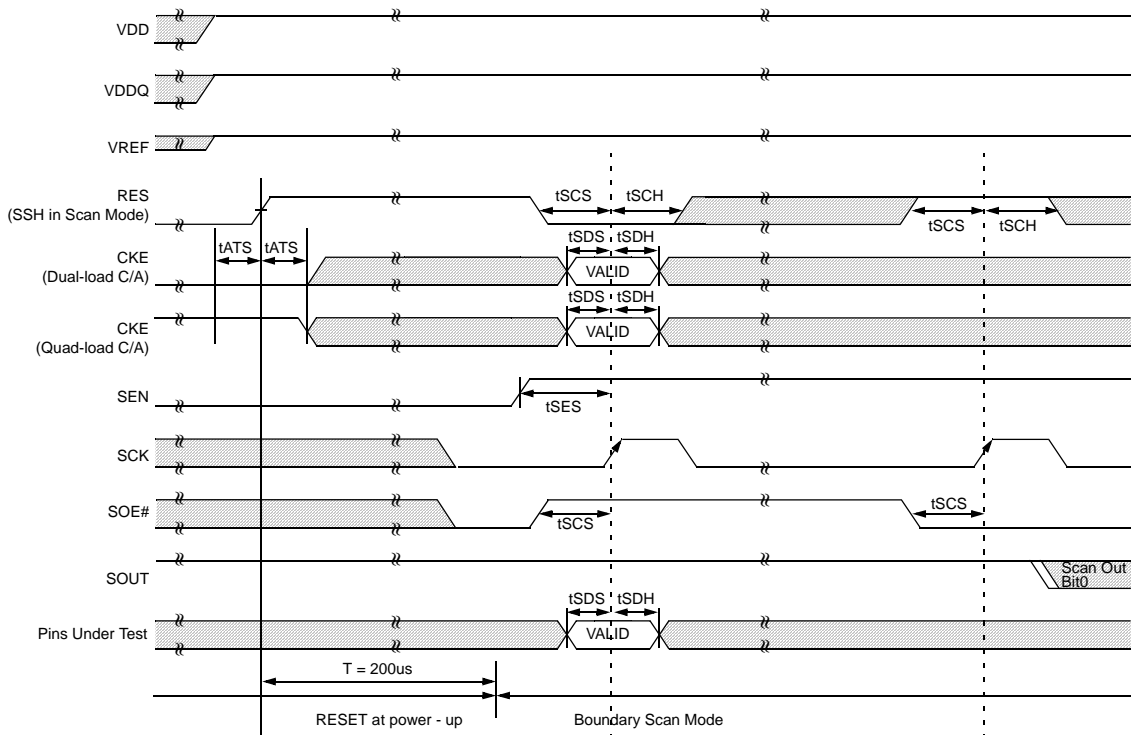 VDD
VDDQ
VREF
RES
(SSH in Scan Mode)
tSCS
tSCH
tSCS
tSCH
tATS
tATS
CKE
(Dual-load C/A)
tSDS
tSDH
VALID
CKE
(Quad-load C/A)
tSDS
tSDH
VALID
SEN
tSES
SCK
SOE#
tSCS
tSCS
SOUT
Scan Out
Bit0
Pins Under Test
tSDS
tSDH
VALID
T = 200us
RESET at power - up
Boundary Scan Mode